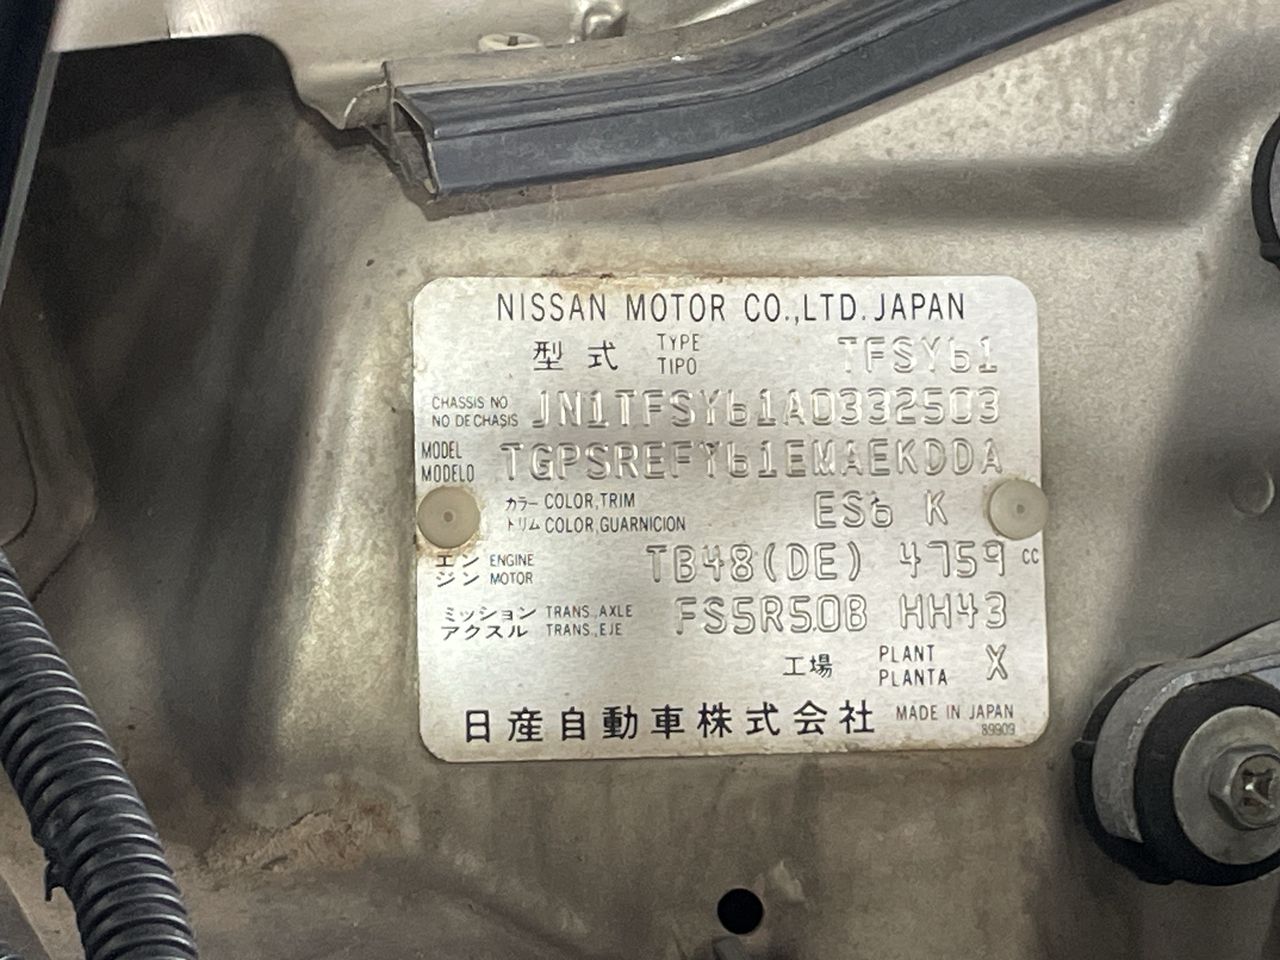 NISSAN MOTOR CO.,LTD. JAPAN
型式 TYPE TIPO TFSY61
CHASSIS NO NO DE CHASIS JN1TFSY61A0332503
MODEL MODELO TGPSREFY61EMAEKDDA
カラー COLOR,TRIM ES6 K
トリム COLOR,GUARNICION
エン ENGINE TB48(DE) 4759 cc
ジン MOTOR
ミッション TRANS.,AXLE FS5R50B HH43
アクスル TRANS.,EJE
工場 PLANT PLANTA X
日産自動車株式会社 MADE IN JAPAN
89909